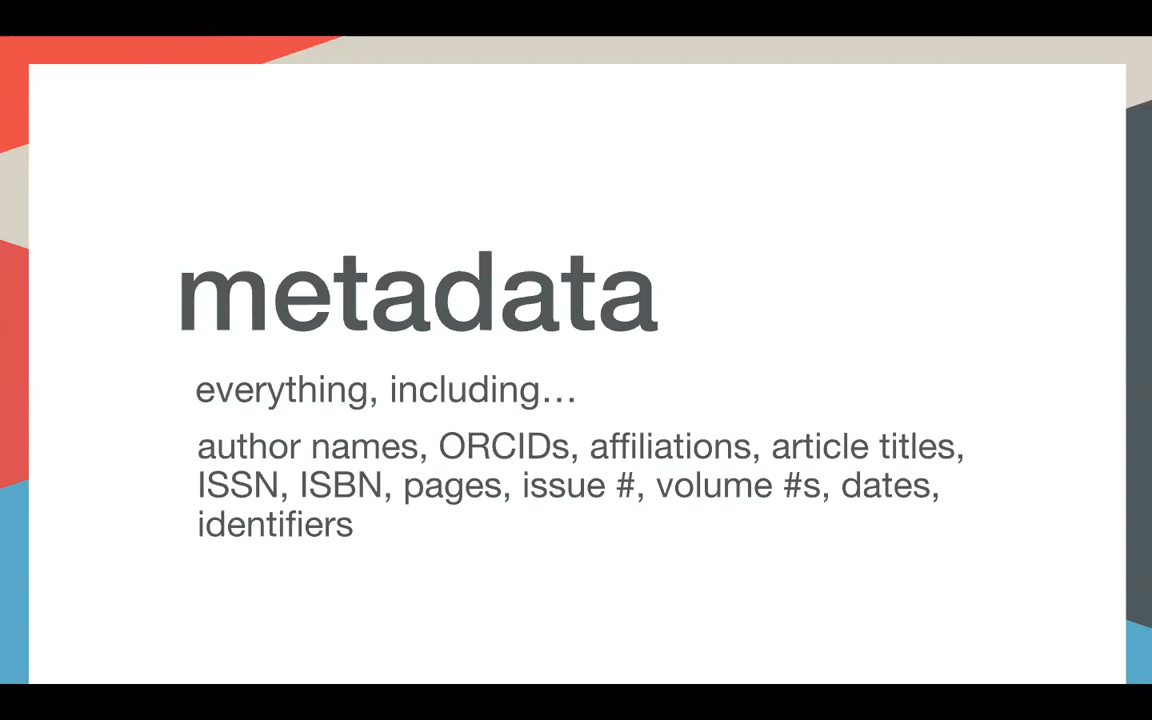 metadata
everything, including…
author names, ORCIDs, affiliations, article titles,
ISSN, ISBN, pages, issue #, volume #s, dates,
identifiers